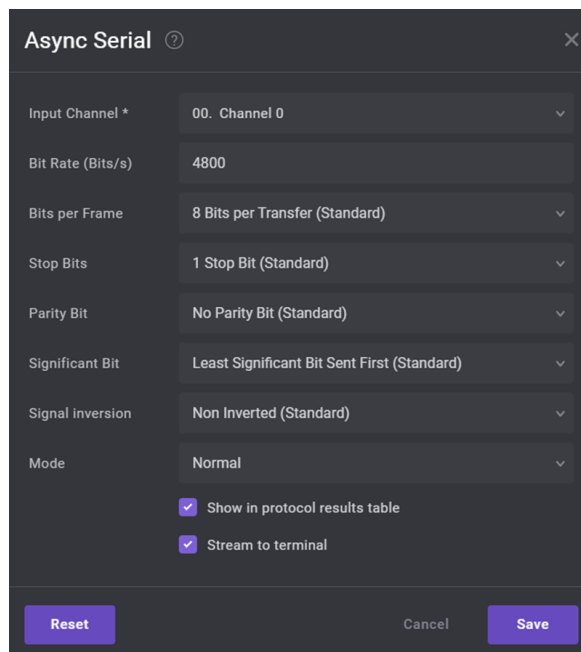 Async Serial ?
Input Channel * 00. Channel 0
Bit Rate (Bits/s) 4800
Bits per Frame 8 Bits per Transfer (Standard)
Stop Bits 1 Stop Bit (Standard)
Parity Bit No Parity Bit (Standard)
Significant Bit Least Significant Bit Sent First (Standard)
Signal inversion Non Inverted (Standard)
Mode Normal
Show in protocol results table
Stream to terminal
Reset Cancel Save